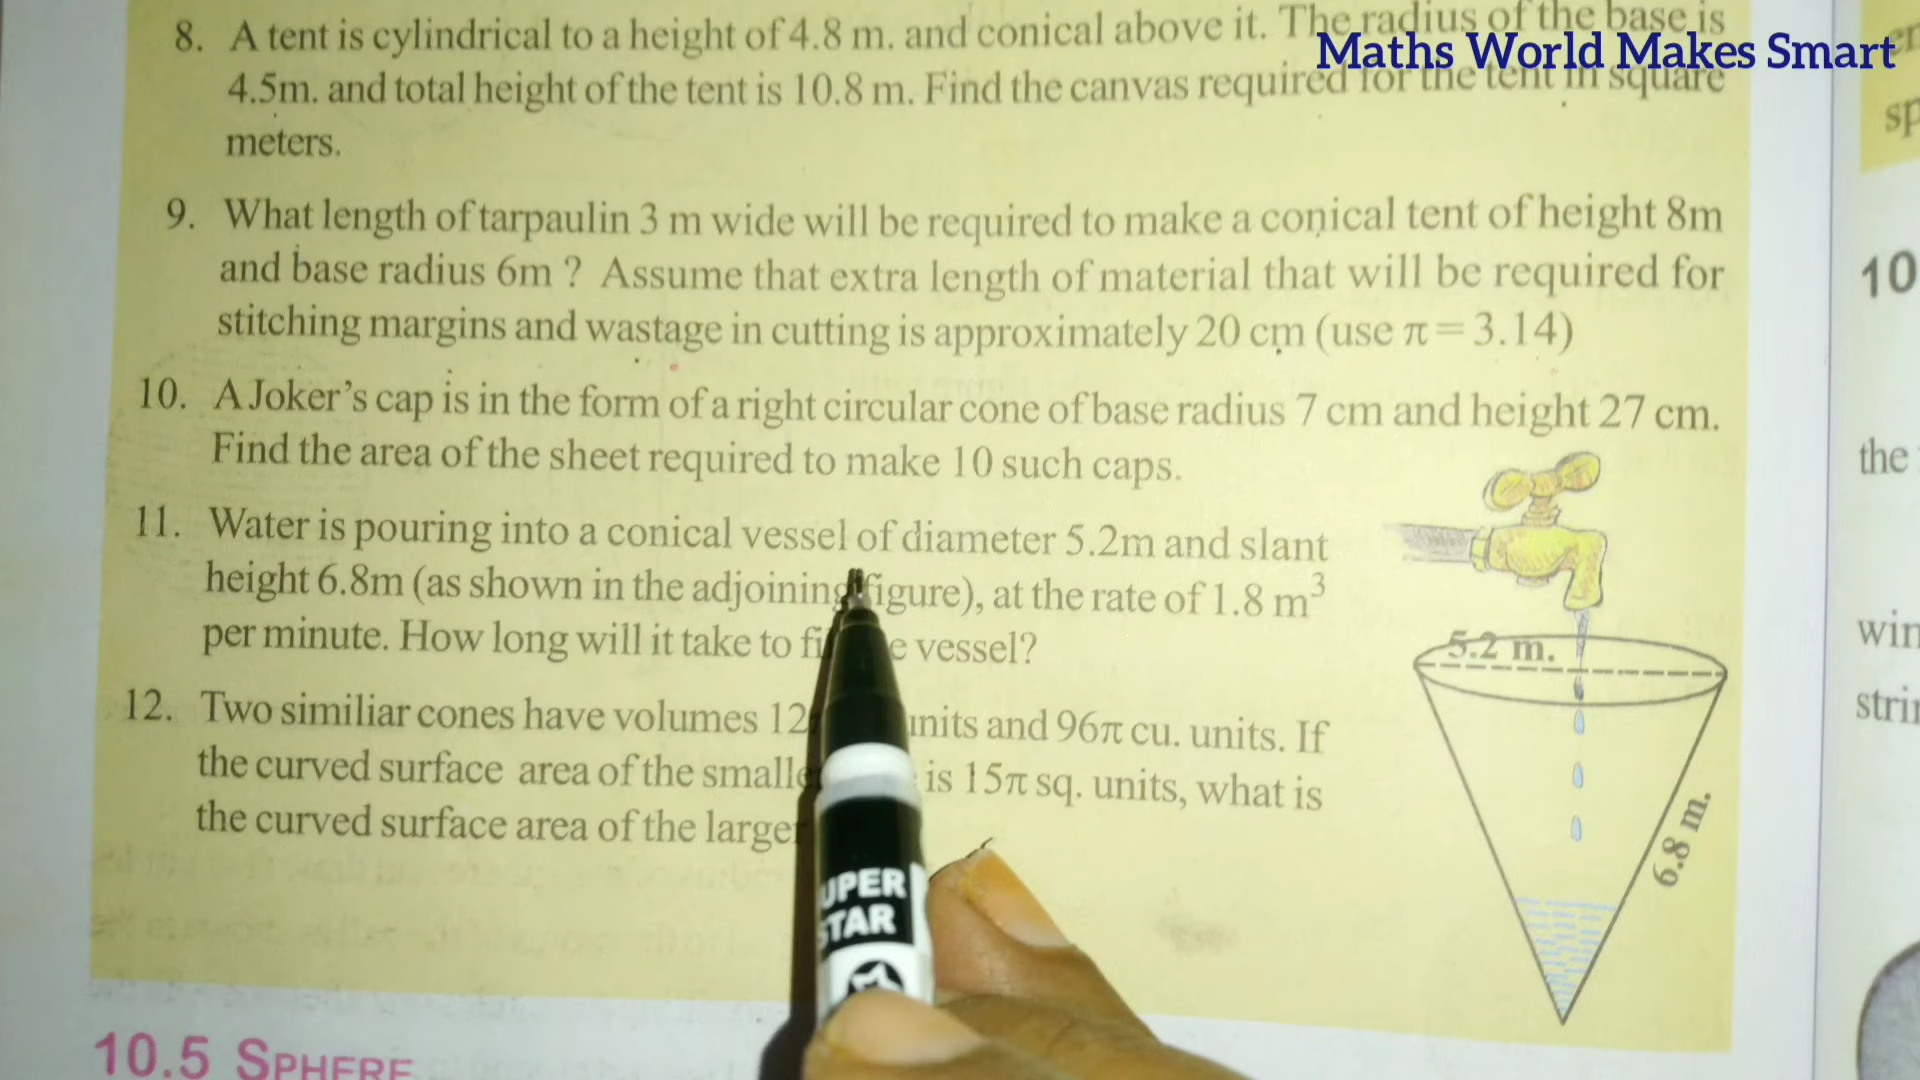 8. A tent is cylindrical to a height of 4.8 m. and conical above it. The radius of the base is
Maths World Makes Smart
4.5m. and total height of the tent is 10.8 m. Find the canvas required for the tent in square
meters.
9. What length of tarpaulin 3 m wide will be required to make a conical tent of height 8m
and base radius 6m ? Assume that extra length of material that will be required for
stitching margins and wastage in cutting is approximately 20 cm (use π = 3.14)
10. A Joker's cap is in the form of a right circular cone of base radius 7 cm and height 27 cm.
Find the area of the sheet required to make 10 such caps.
11. Water is pouring into a conical vessel of diameter 5.2m and slant
height 6.8m (as shown in the adjoining figure), at the rate of 1.8 m³
per minute. How long will it take to vessel?
12. Two similiar cones have volumes and 96π cu. units. If
the curved surface area of the is 15π sq. units, what is
the curved surface area of the
5.2 m.
6.8 m.
10.5 SPHERE
SUPER
STAR
sp
10
the
win